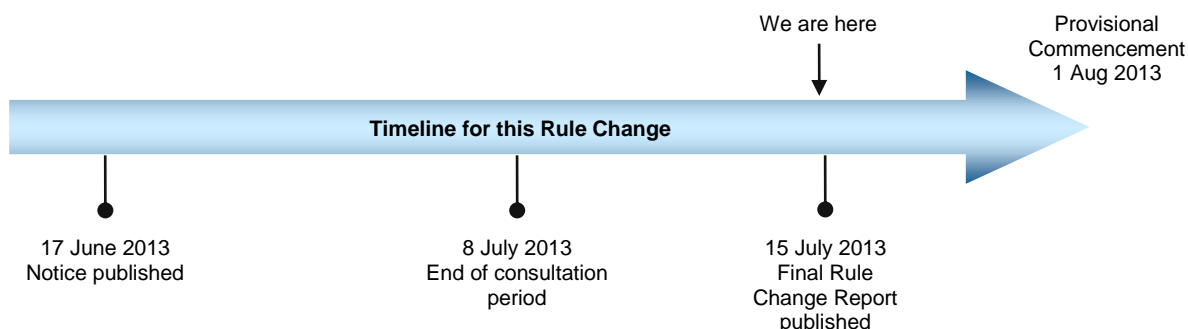 We are here
Provisional
Commencement
1 Aug 2013
Timeline for this Rule Change
17 June 2013
Notice published
8 July 2013
End of consultation
period
15 July 2013
Final Rule
Change Report
published